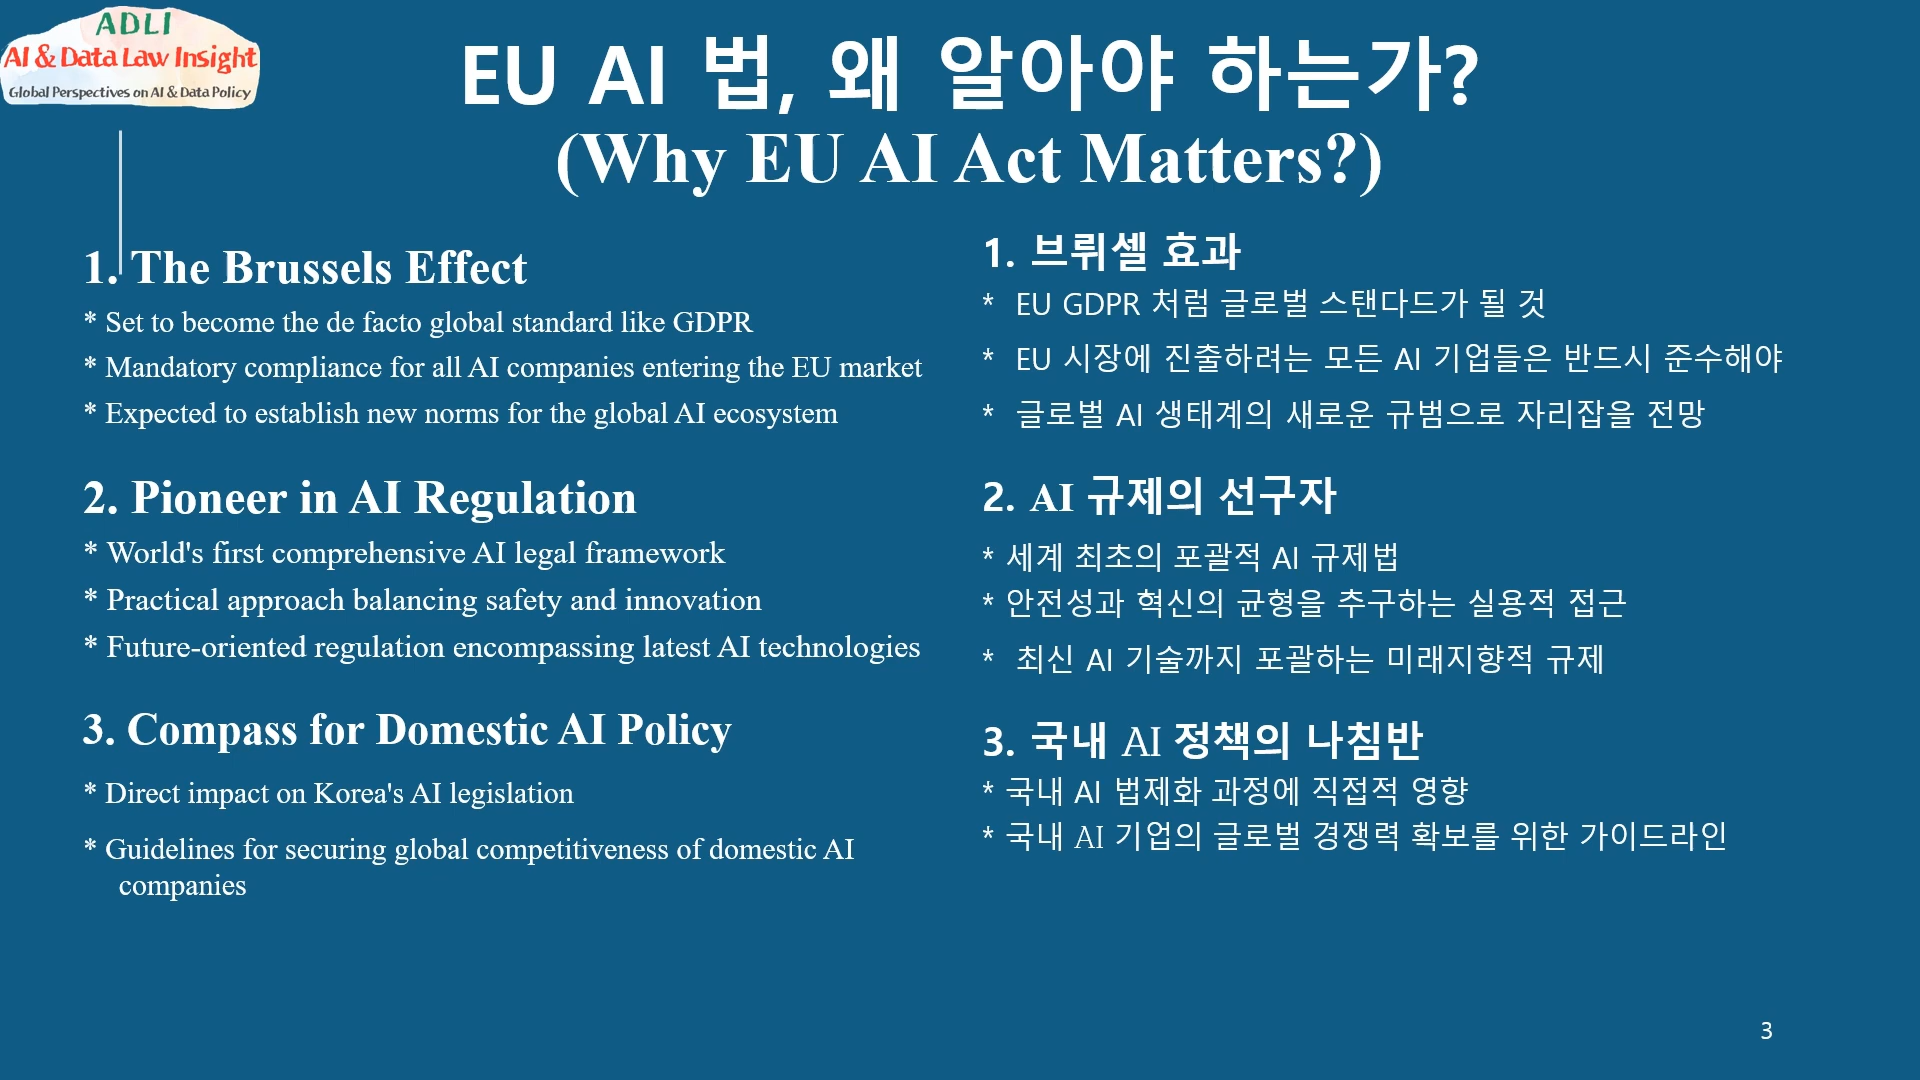 ADLI
AI & Data Law Insight
Global Perspectives on AI & Data Policy
EU AI 법, 왜 알아야 하는가?
(Why EU AI Act Matters?)
1. The Brussels Effect
* Set to become the de facto global standard like GDPR
* Mandatory compliance for all AI companies entering the EU market
* Expected to establish new norms for the global AI ecosystem
2. Pioneer in AI Regulation
* World's first comprehensive AI legal framework
* Practical approach balancing safety and innovation
* Future-oriented regulation encompassing latest AI technologies
3. Compass for Domestic AI Policy
* Direct impact on Korea's AI legislation
* Guidelines for securing global competitiveness of domestic AI
companies
1. 브뤼셀 효과
* EU GDPR 처럼 글로벌 스탠다드가 될 것
* EU 시장에 진출하려는 모든 AI 기업들은 반드시 준수해야
* 글로벌 AI 생태계의 새로운 규범으로 자리잡을 전망
2. AI 규제의 선구자
* 세계 최초의 포괄적 AI 규제법
* 안전성과 혁신의 균형을 추구하는 실용적 접근
* 최신 AI 기술까지 포괄하는 미래지향적 규제
3. 국내 AI 정책의 나침반
* 국내 AI 법제화 과정에 직접적 영향
* 국내 AI 기업의 글로벌 경쟁력 확보를 위한 가이드라인
3